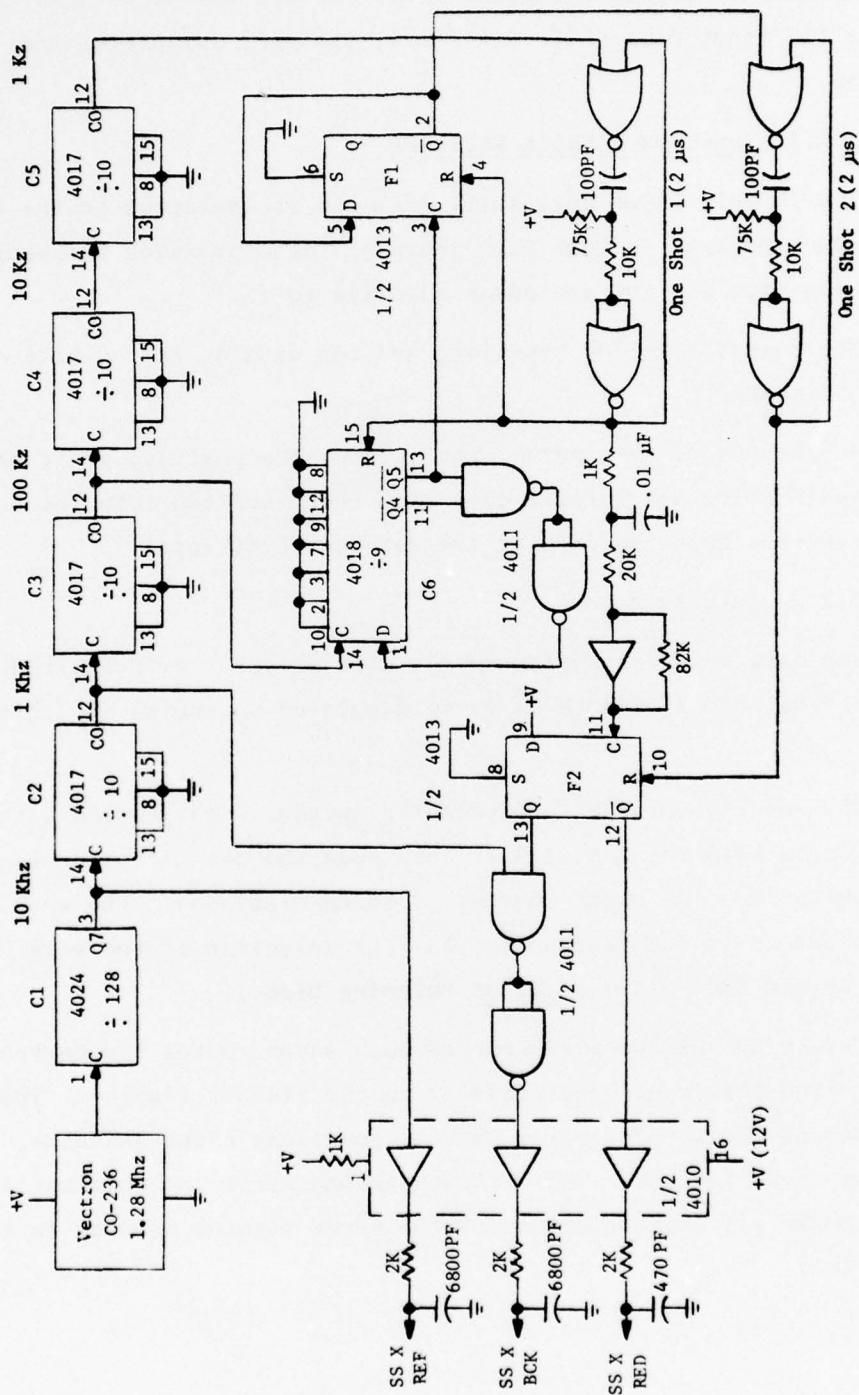 1 Kz
10 Kz
100 Kz
1 Khz
10 Khz
C5
C4
C3
C2
C1
+V
Vectron
CO-236
1.28 Mhz
1
C
4024
÷ 128
Q7
3
14
C
4017
÷ 10
CO
12
13
8
15
14
C
4017
÷10
CO
12
13
8
15
14
C
4017
÷10
CO
12
13
8
15
14
C
4017
÷10
CO
12
13
8
15
5
D
S
6
Q
F1
Q
2
C
R
3
4
1/2 4013
10
2
3
7
9
12
8
C
14
D
1
4018
÷9
R
15
Q4
Q5
11
13
C6
1/2 4011
+V
75K
100PF
10K
One Shot 1 (2 µs)
+V
75K
100PF
10K
One Shot 2 (2 µs)
1K
.01 µF
20K
82K
1/2 4013
8
S
D
9
+V
13
Q
F2
C
11
12
Q
R
10
1/2 4011
+V
1K
1
1/2
4010
16
+V (12V)
2K
6800PF
SS X
REF
2K
6800PF
SS X
BCK
2K
470 PF
SS X
RED